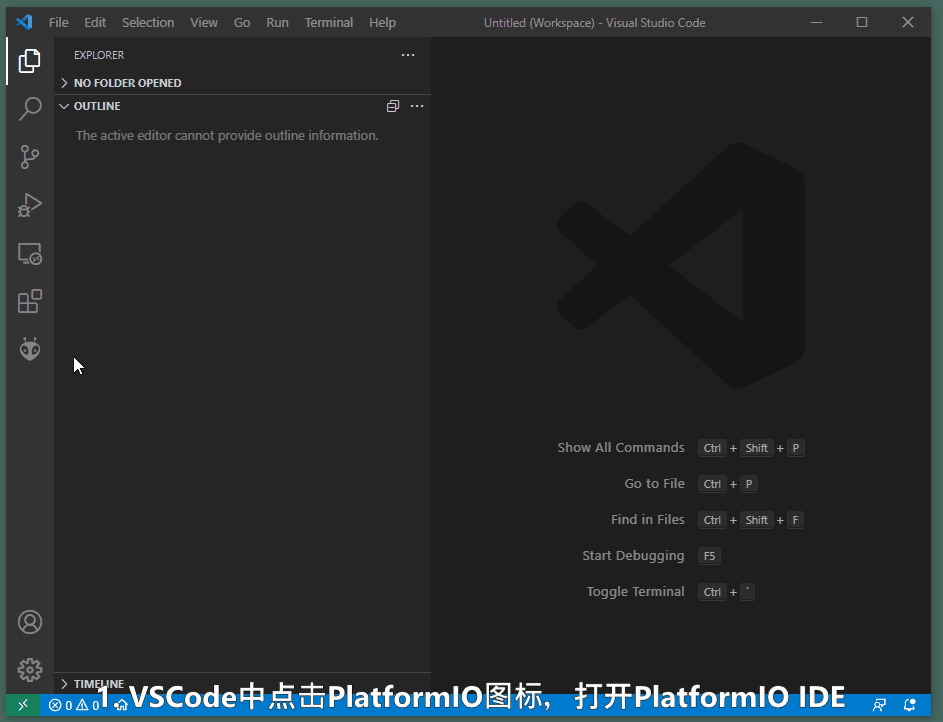 File Edit Selection View Go Run Terminal Help Untitled (Workspace) - Visual Studio Code
EXPLORER
NO FOLDER OPENED
OUTLINE
The active editor cannot provide outline information.
Show All Commands Ctrl + Shift + P
Go to File Ctrl + P
Find in Files Ctrl + Shift + F
Start Debugging F5
Toggle Terminal Ctrl + `
TIMELINE
0 0
1. VSCode中点击PlatformIO图标，打开PlatformIO IDE